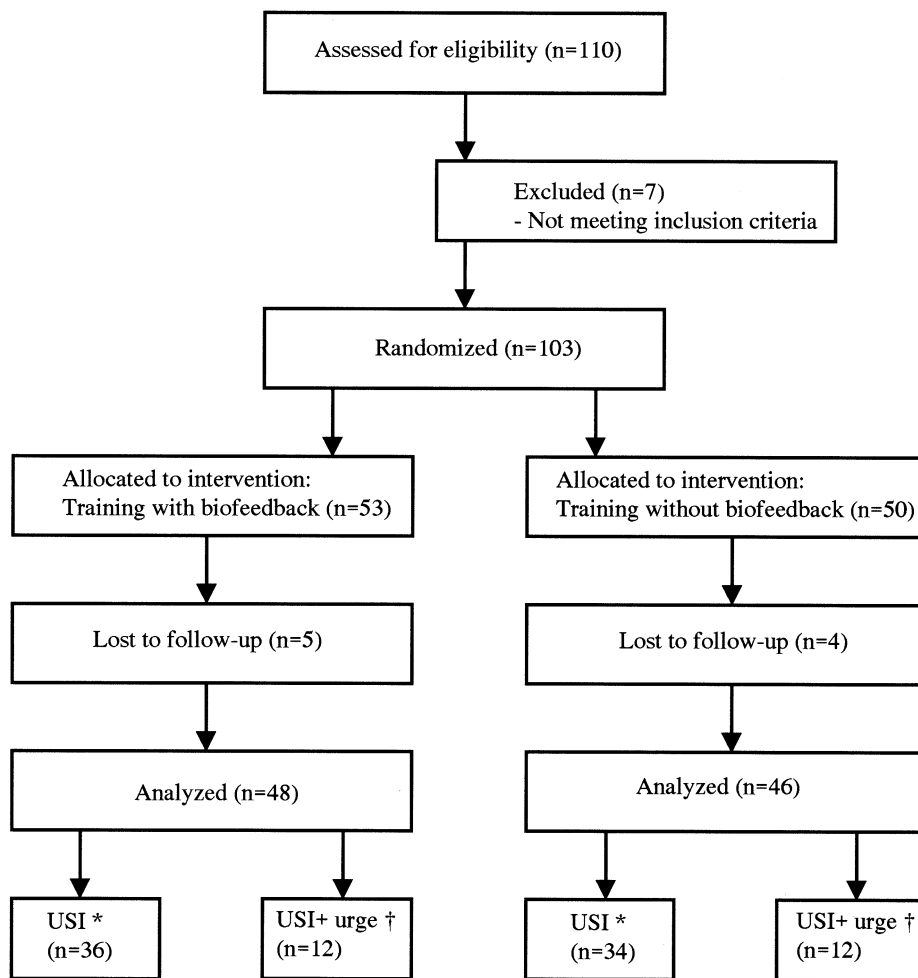 Assessed for eligibility (n=110)
Excluded (n=7)
- Not meeting inclusion criteria
Randomized (n=103)
Allocated to intervention:
Training with biofeedback (n=53)
Allocated to intervention:
Training without biofeedback (n=50)
Lost to follow-up (n=5)
Lost to follow-up (n=4)
Analyzed (n=48)
Analyzed (n=46)
USI *
(n=36)
USI+ urge †
(n=12)
USI *
(n=34)
USI+ urge †
(n=12)